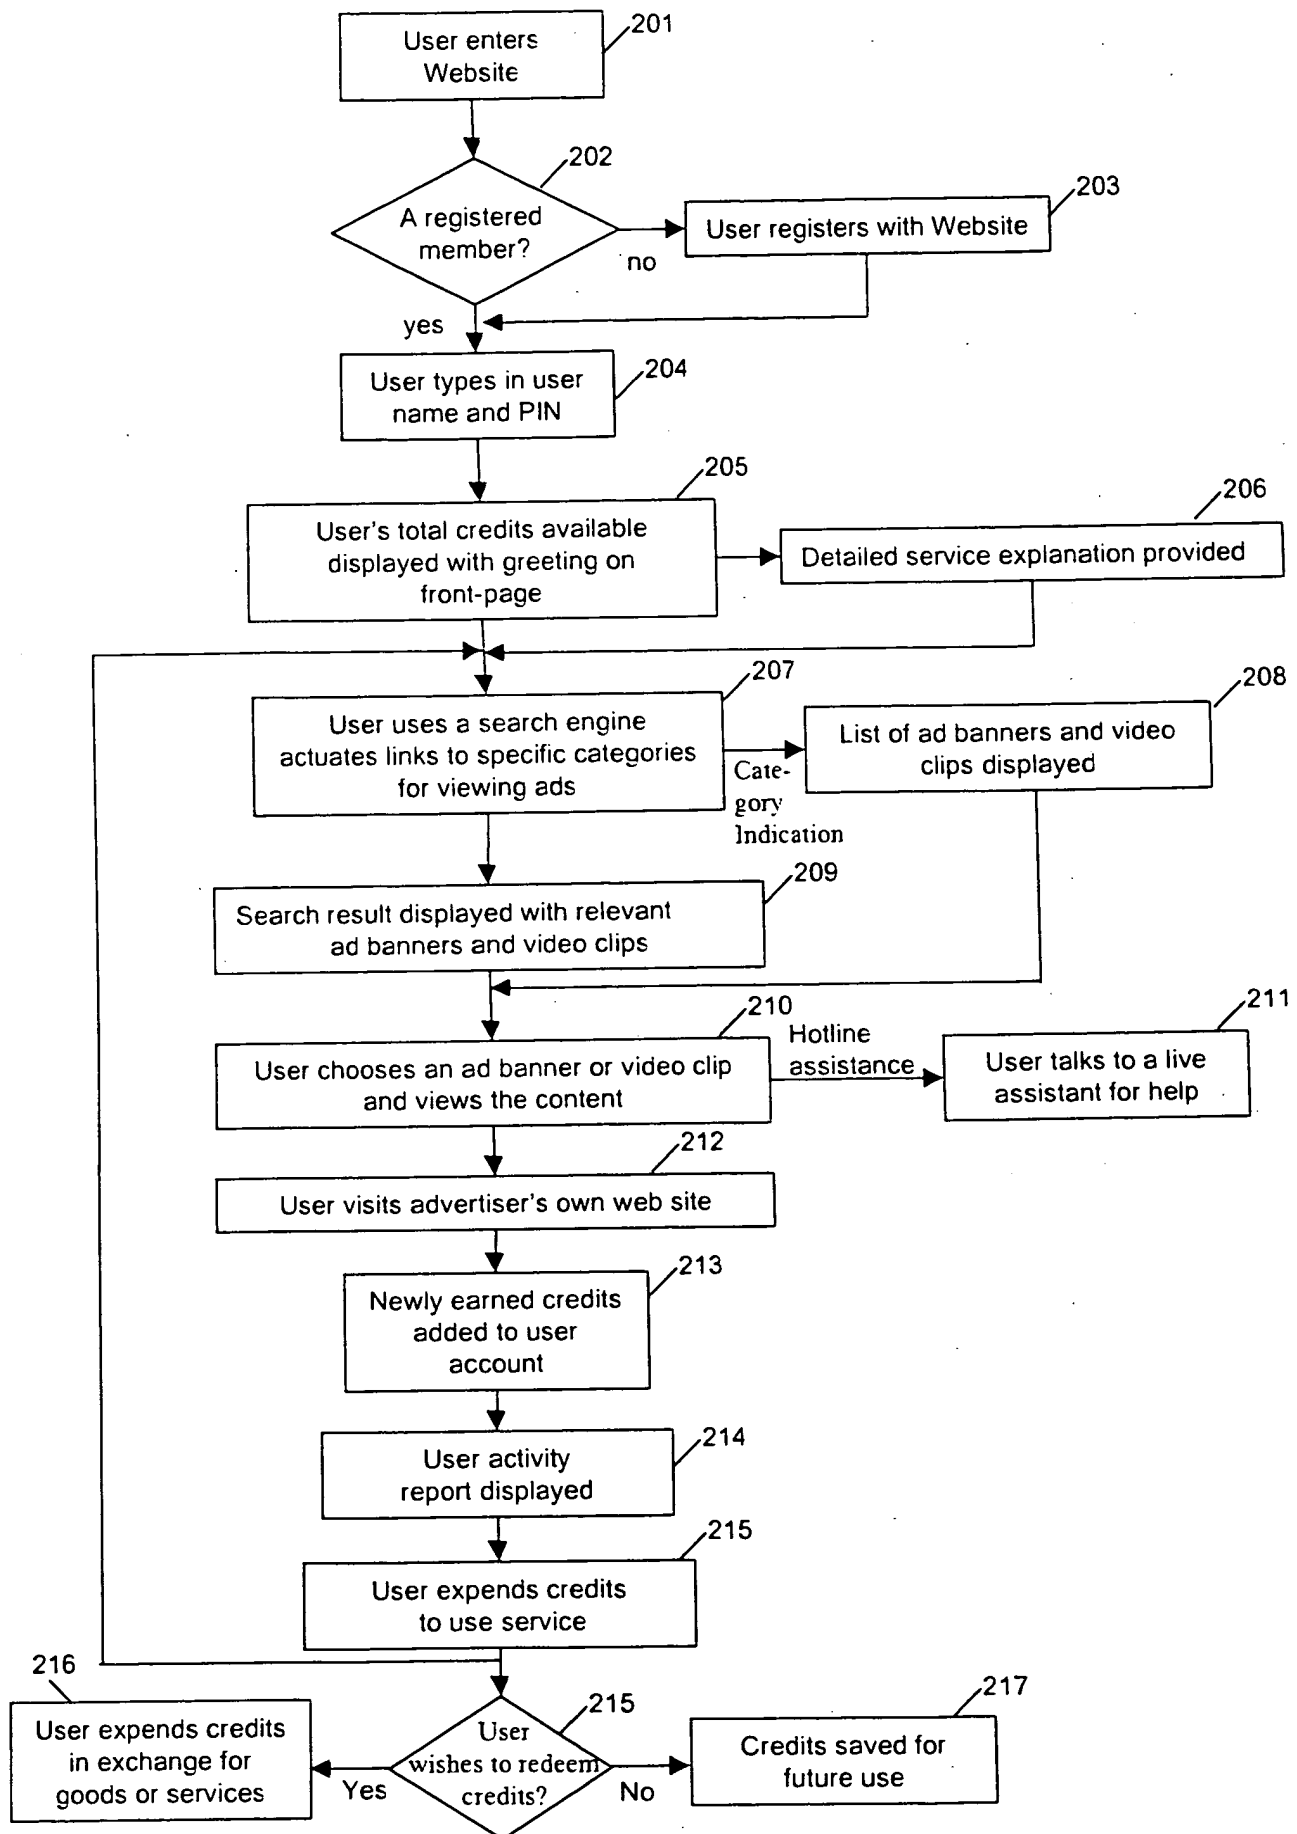 User enters
Website
201
202
A registered
member?
no
203
User registers with Website
yes
204
User types in user
name and PIN
205
User's total credits available
displayed with greeting on
front-page
206
Detailed service explanation provided
207
User uses a search engine
actuates links to specific categories
for viewing ads
Cate-
gory
Indication
208
List of ad banners and video
clips displayed
209
Search result displayed with relevant
ad banners and video clips
210
User chooses an ad banner or video clip
and views the content
Hotline
assistance
211
User talks to a live
assistant for help
212
User visits advertiser's own web site
213
Newly earned credits
added to user
account
214
User activity
report displayed
215
User expends credits
to use service
216
User expends credits
in exchange for
goods or services
Yes
215
User
wishes to redeem
credits?
No
217
Credits saved for
future use